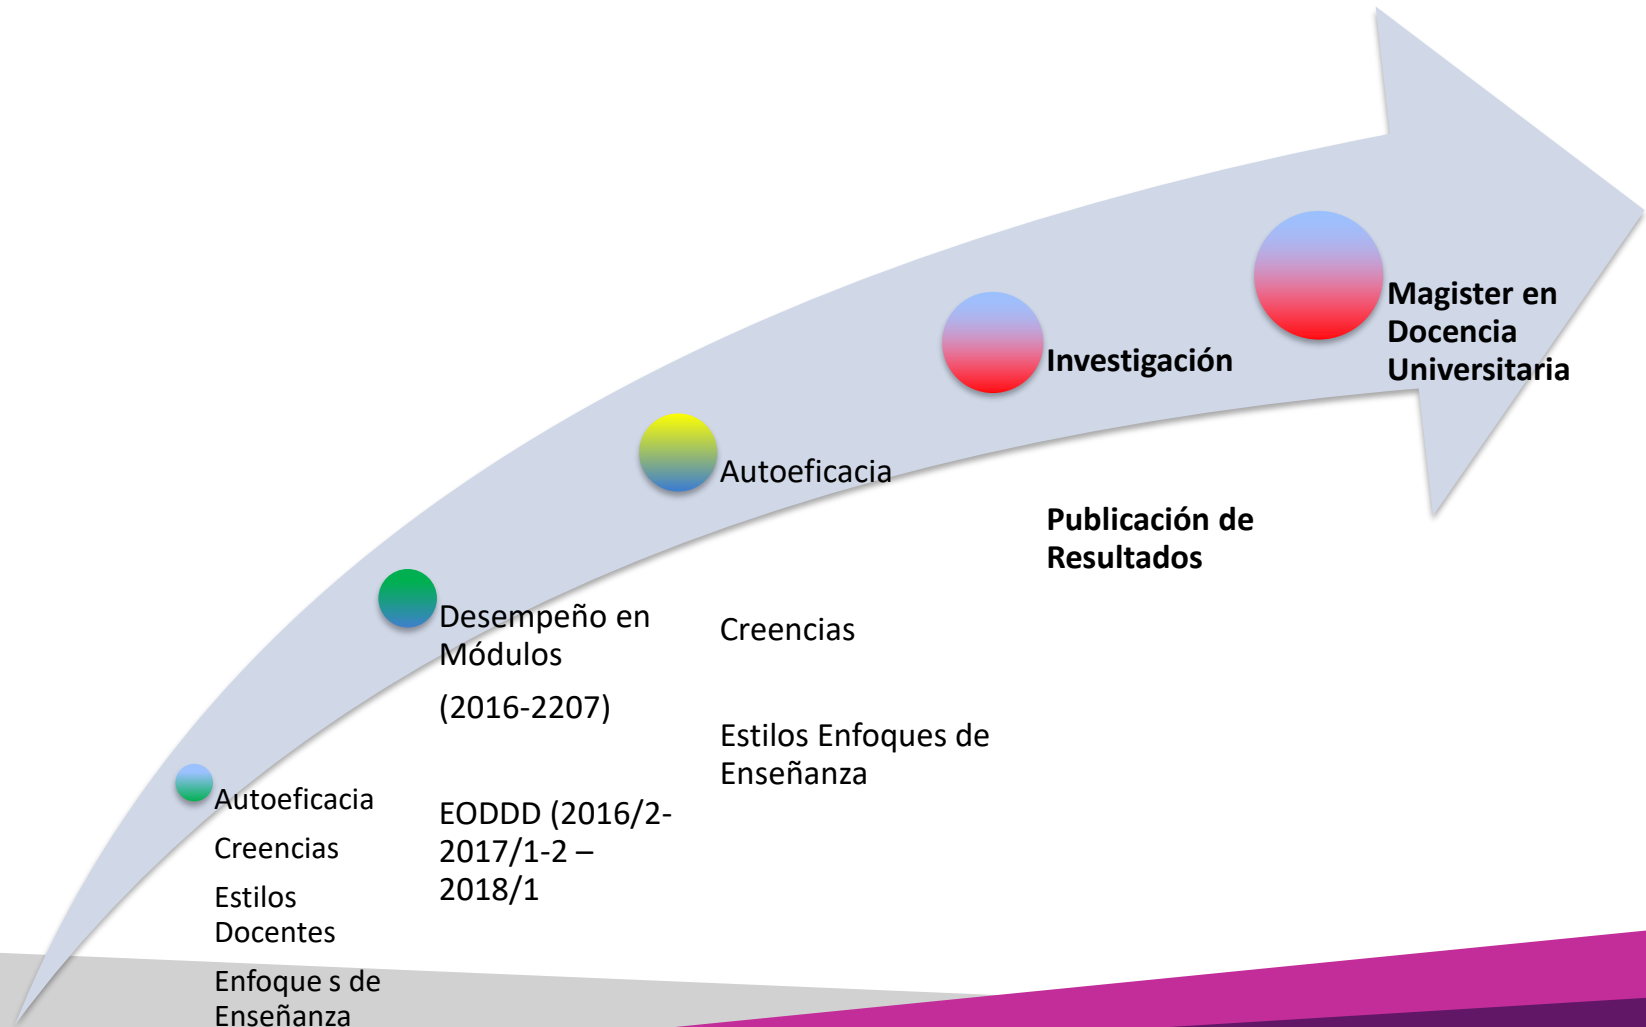 Autoeficacia
Creencias
Estilos
Docentes
Enfoque s de
Enseñanza
Desempeño en
Módulos
(2016-2207)
EODDD (2016/2-
2017/1-2 –
2018/1
Autoeficacia
Creencias
Estilos Enfoques de
Enseñanza
Investigación
Publicación de
Resultados
Magister en
Docencia
Universitaria